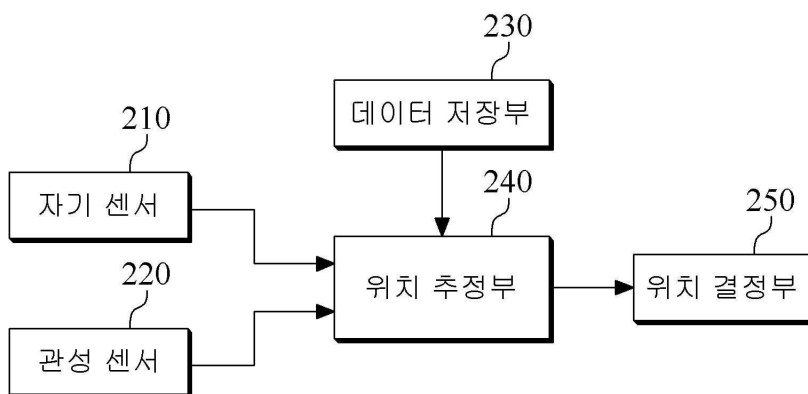 230
데이터 저장부
210
자기 센서
240
위치 추정부
250
위치 결정부
220
관성 센서